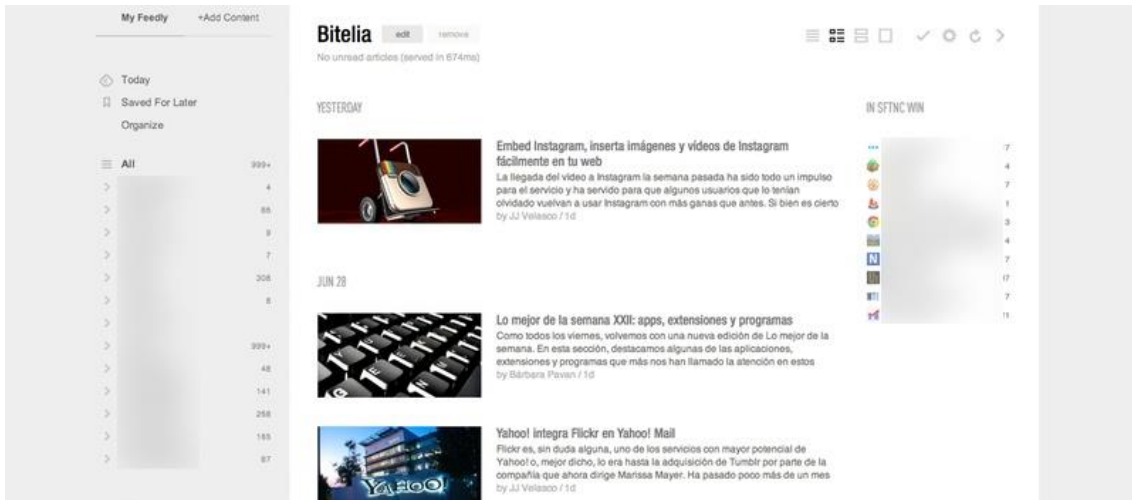 My Feedly +Add Content
Today
Saved For Later
Organize
All 999+
4
9
7
308
8
999+
48
141
268
165
87
Bitelia edit remove
No unread articles (served in 674ms)
YESTERDAY
Embed Instagram, inserta imágenes y vídeos de Instagram
fácilmente en tu web
La llegada del vídeo a Instagram la semana pasada ha sido todo un impulso
para el servicio y ha servido para que algunos usuarios que lo tenían
olvidado vuelvan a usar Instagram con más ganas que antes. Si bien es cierto
by JJ Velasco / 1d
JUN 28
Lo mejor de la semana XXII: apps, extensiones y programas
Como todos los viernes, volvemos con una nueva edición de Lo mejor de la
semana. En esta sección, destacamos algunas de las aplicaciones,
extensiones y programas que más nos han llamado la atención en estos
by Bárbara Pavan / 1d
Yahoo! integra Flickr en Yahoo! Mail
Flickr es, sin duda alguna, uno de los servicios con mayor potencial de
Yahoo! o, mejor dicho, lo era hasta la adquisición de Tumblr por parte de la
compañía que ahora dirige Marissa Mayer. Ha pasado poco más de un mes
by JJ Velasco / 1d
YAHOO!
IN SFTNC WIN
7
4
7
1
3
4
7
7